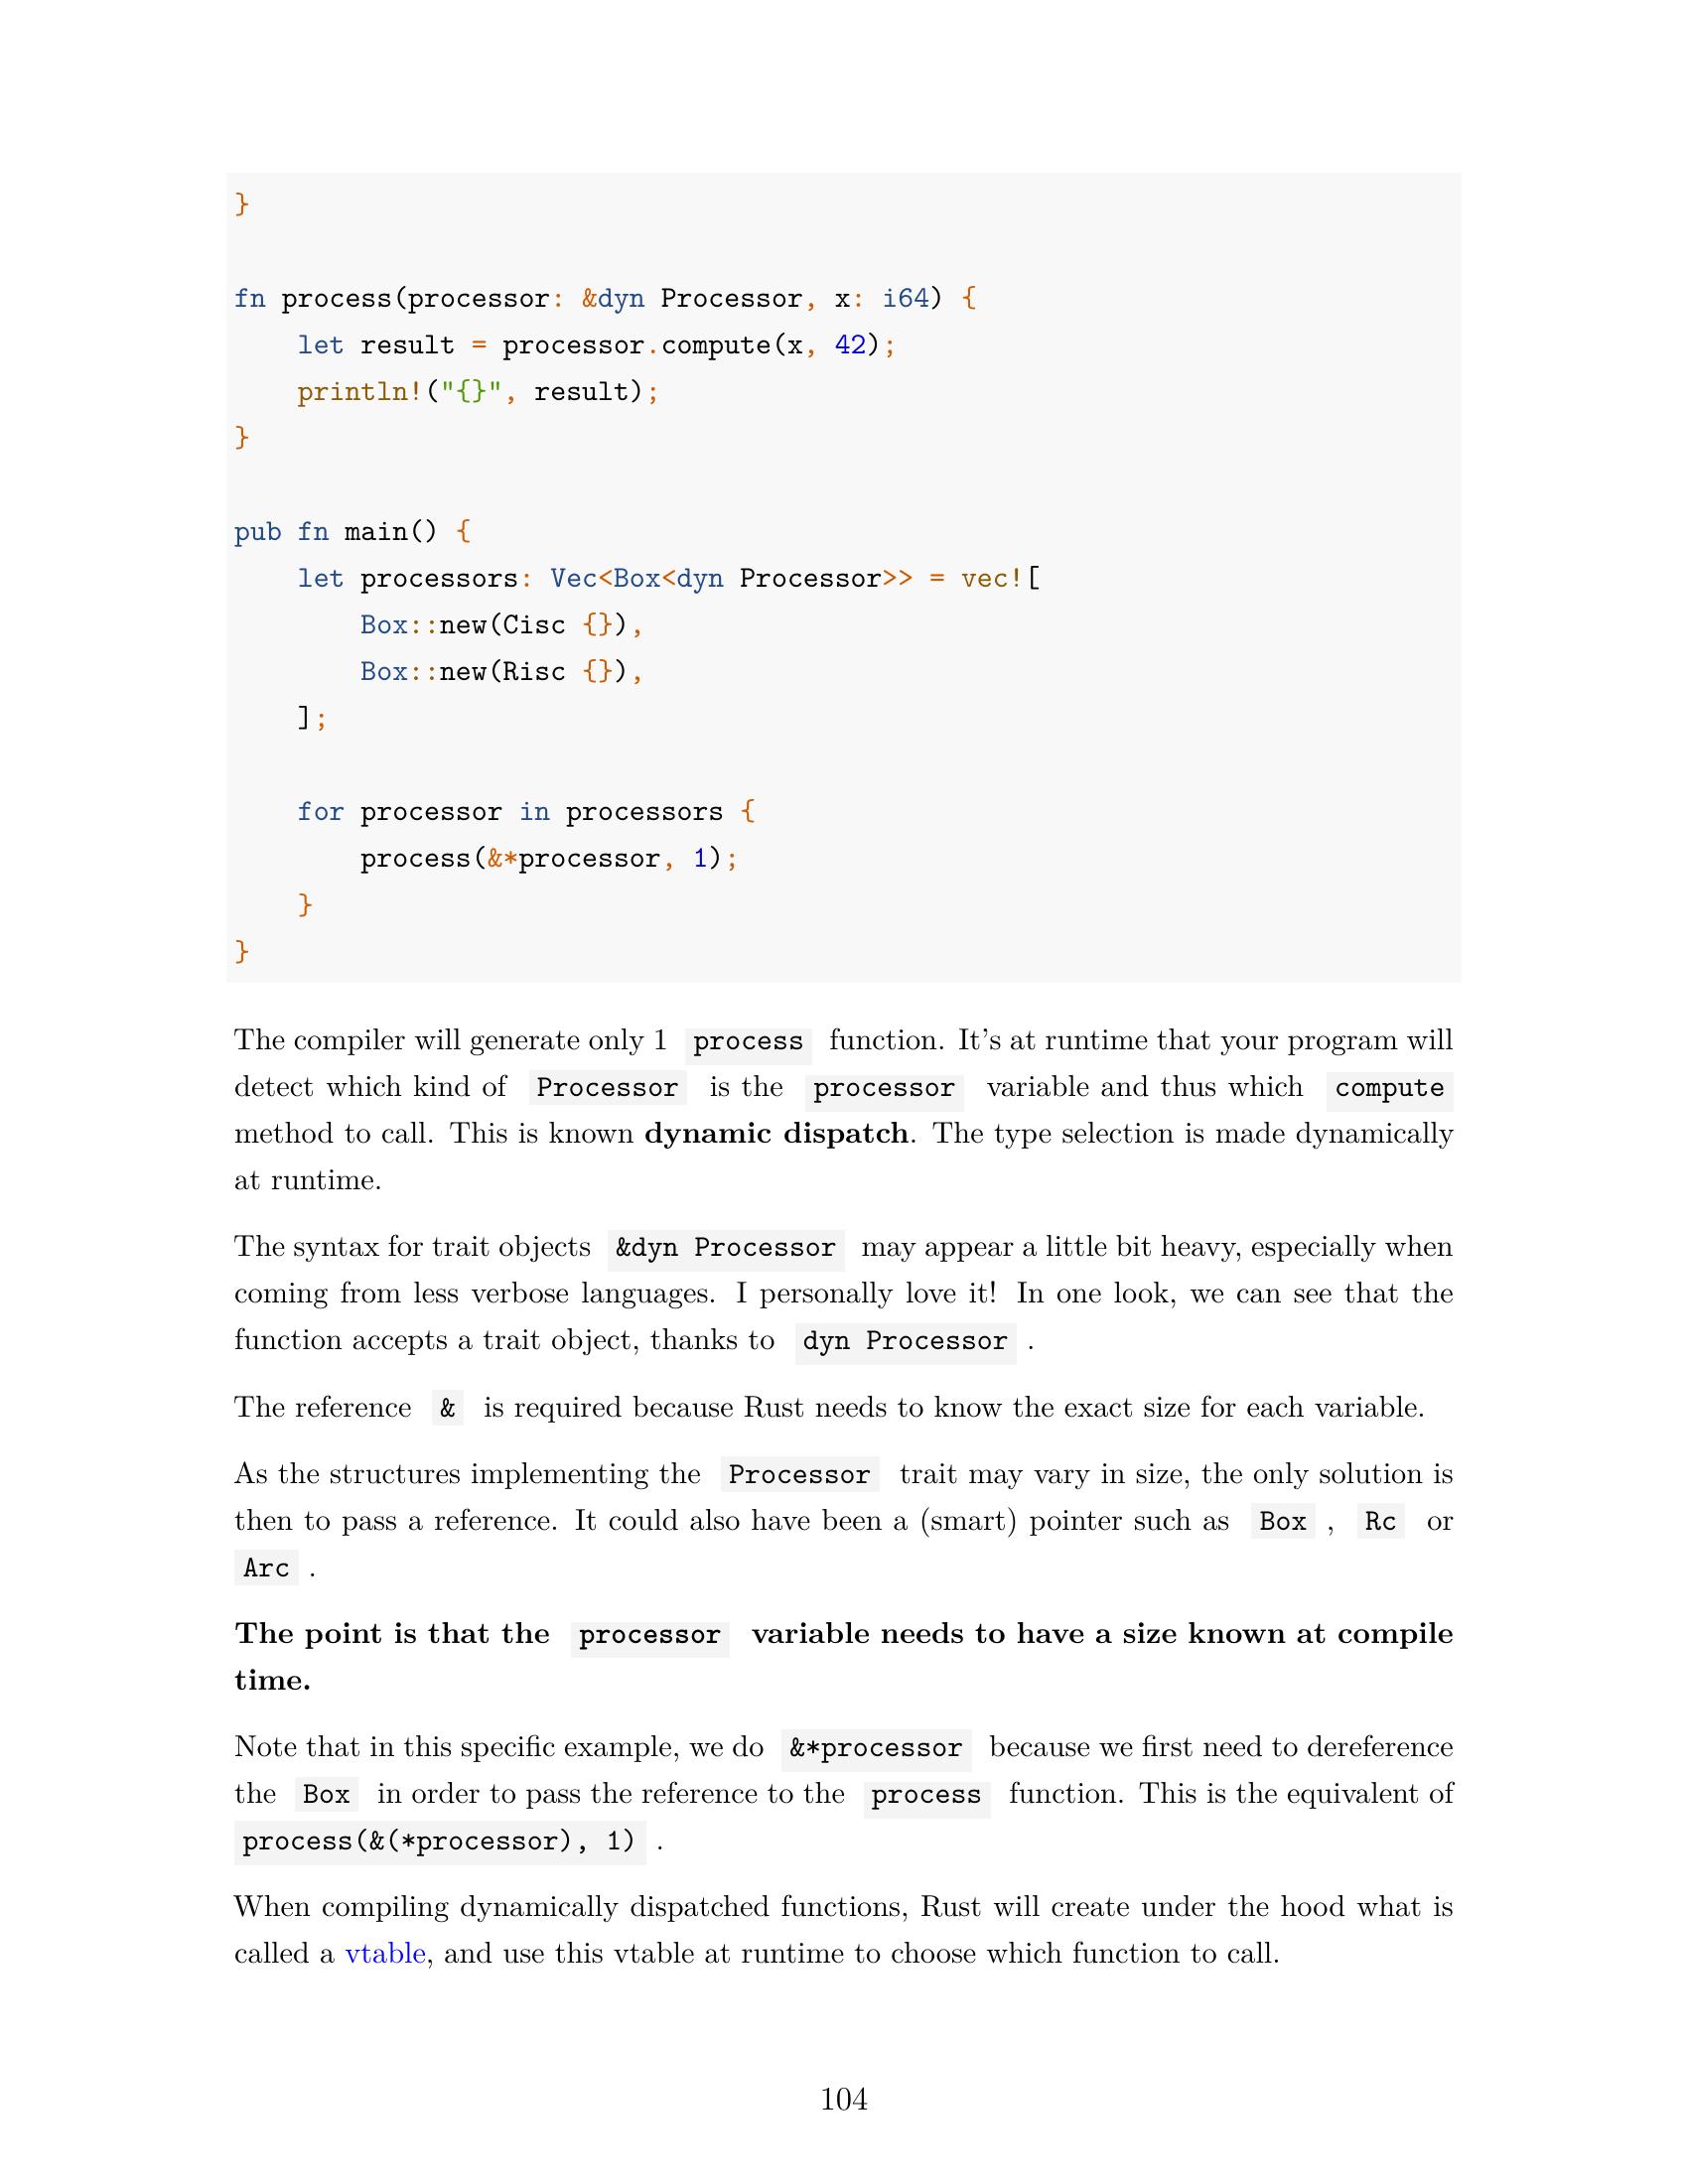 }
fn process(processor: &dyn Processor, x: i64) {
    let result = processor.compute(x, 42);
    println!("{}", result);
}
pub fn main() {
    let processors: Vec<Box<dyn Processor>> = vec![
        Box::new(Cisc {}),
        Box::new(Risc {}),
    ];
    for processor in processors {
        process(&*processor, 1);
    }
}
The compiler will generate only 1 process function. It's at runtime that your program will
detect which kind of Processor is the processor variable and thus which compute
method to call. This is known dynamic dispatch. The type selection is made dynamically
at runtime.
The syntax for trait objects &dyn Processor may appear a little bit heavy, especially when
coming from less verbose languages. I personally love it! In one look, we can see that the
function accepts a trait object, thanks to dyn Processor .
The reference & is required because Rust needs to know the exact size for each variable.
As the structures implementing the Processor trait may vary in size, the only solution is
then to pass a reference. It could also have been a (smart) pointer such as Box , Rc or
Arc .
The point is that the processor variable needs to have a size known at compile
time.
Note that in this specific example, we do &*processor because we first need to dereference
the Box in order to pass the reference to the process function. This is the equivalent of
process(&(*processor), 1) .
When compiling dynamically dispatched functions, Rust will create under the hood what is
called a vtable, and use this vtable at runtime to choose which function to call.
104